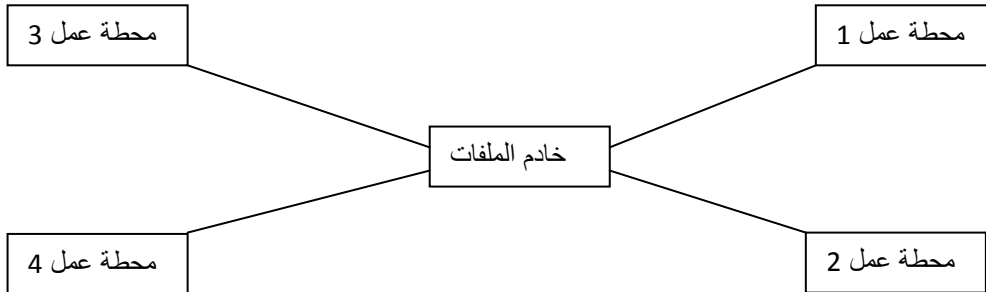 محطة عمل 1
محطة عمل 3
خادم الملفات
محطة عمل 2
محطة عمل 4